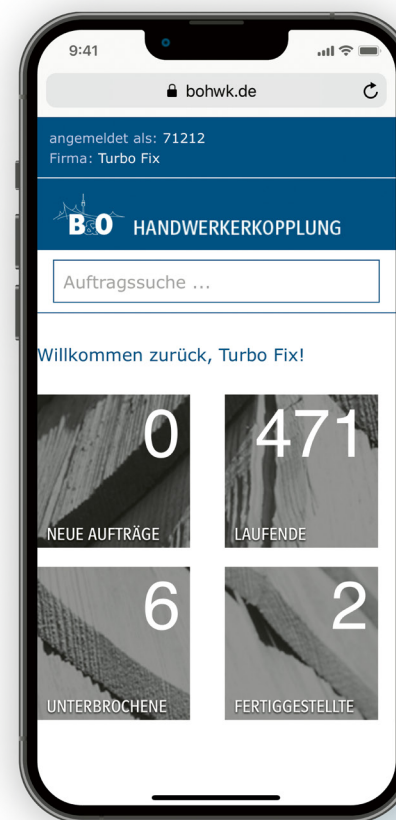 9:41
bohwk.de
angemeldet als: 71212
Firma: Turbo Fix
B&O HANDWERKERKOPPLUNG
Auftragssuche ...
Willkommen zurück, Turbo Fix!
0
NEUE AUFTRÄGE
471
LAUFENDE
6
UNTERBROCHENE
2
FERTIGGESTELLTE